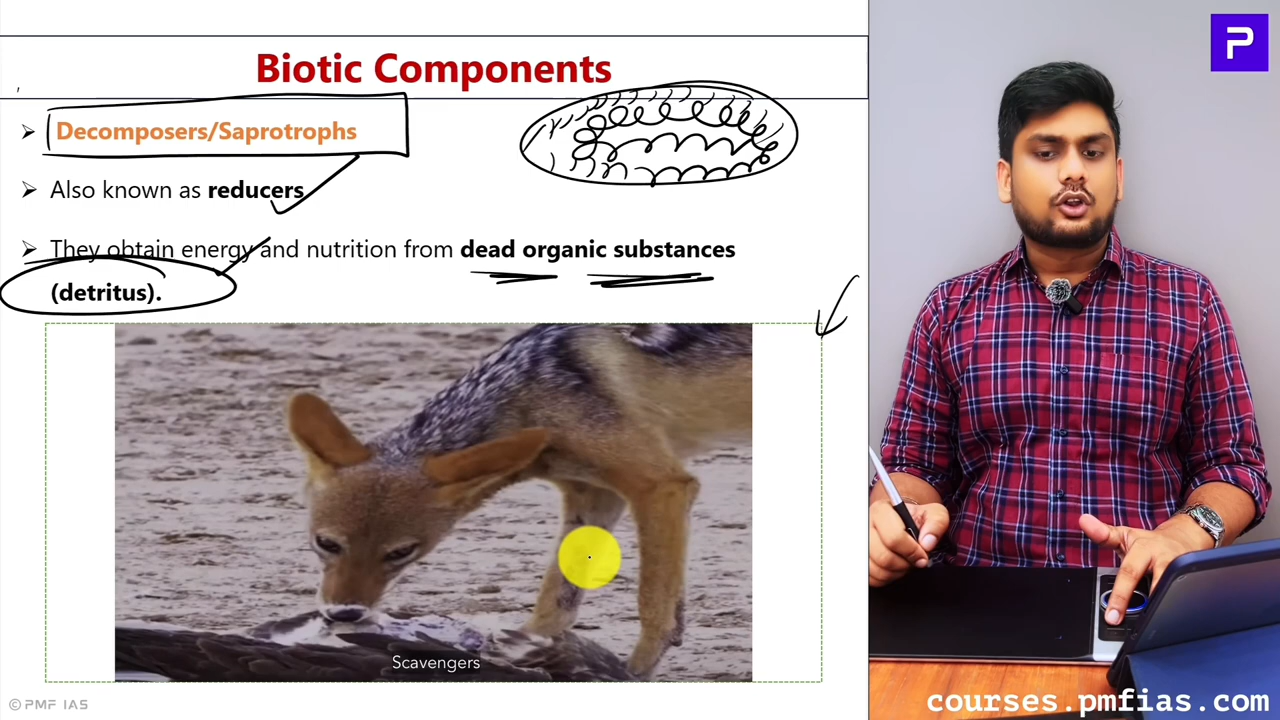 Biotic Components
Decomposers/Saprotrophs
Also known as reducers
They obtain energy and nutrition from dead organic substances
(detritus).
Scavengers
© PMF IAS
P
courses.pmfias.com